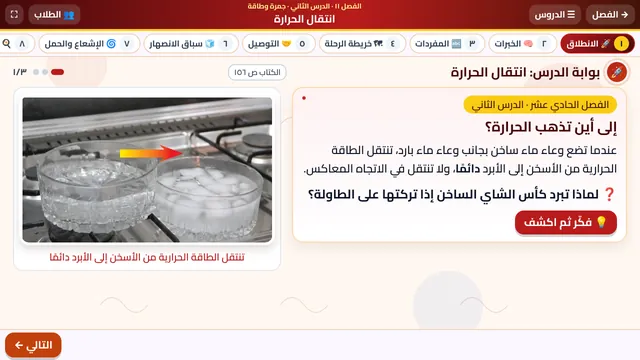 الفصل ١١ · الدرس الثاني · جمرة وطاقة
انتقال الحرارة
→ الفصل
☰ الدروس
👥 الطلاب
١ 🚀 الانطلاق
٢ 🧠 الخبرات
٣ 🔤 المفردات
٤ 🗺 خريطة الرحلة
٥ 🤝 التوصيل
٦ 🧊 سباق الانصهار
٧ 🌀 الإشعاع والحمل
٨
🚀 بوابة الدرس: انتقال الحرارة
الكتاب ص ١٥٦
١/٣
الفصل الحادي عشر · الدرس الثاني
إلى أين تذهب الحرارة؟
عندما تضع وعاء ماء ساخن بجانب وعاء ماء بارد، تنتقل الطاقة
الحرارية من الأسخن إلى الأبرد دائمًا، ولا تنتقل في الاتجاه المعاكس.
❓ لماذا تبرد كأس الشاي الساخن إذا تركتها على الطاولة؟
💡 فكّر ثم اكشف
تنتقل الطاقة الحرارية من الأسخن إلى الأبرد دائمًا
التالي ←